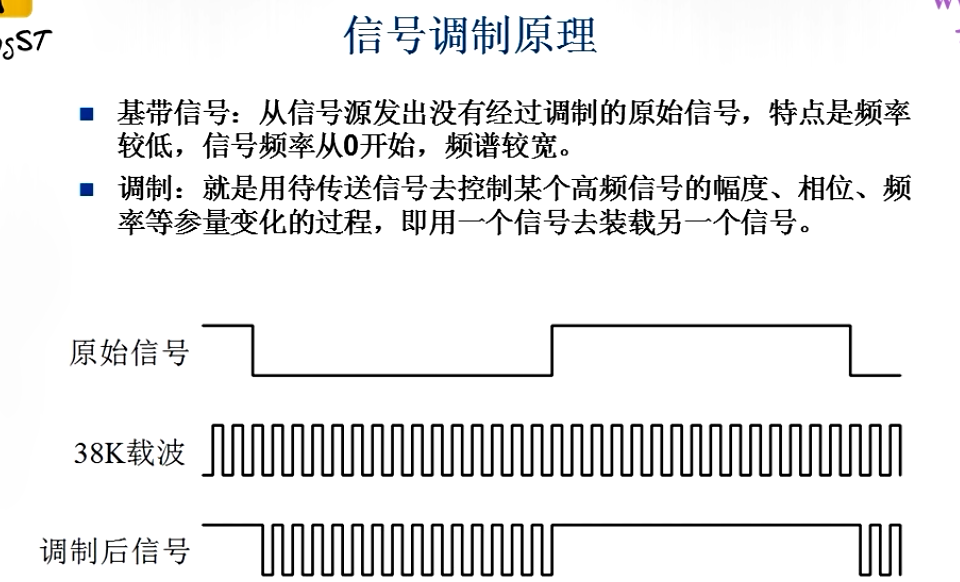 信号调制原理
基带信号：从信号源发出没有经过调制的原始信号，特点是频率
较低，信号频率从0开始，频谱较宽。
调制：就是用待传送信号去控制某个高频信号的幅度、相位、频
率等参量变化的过程，即用一个信号去装载另一个信号。
原始信号
38K载波
调制后信号